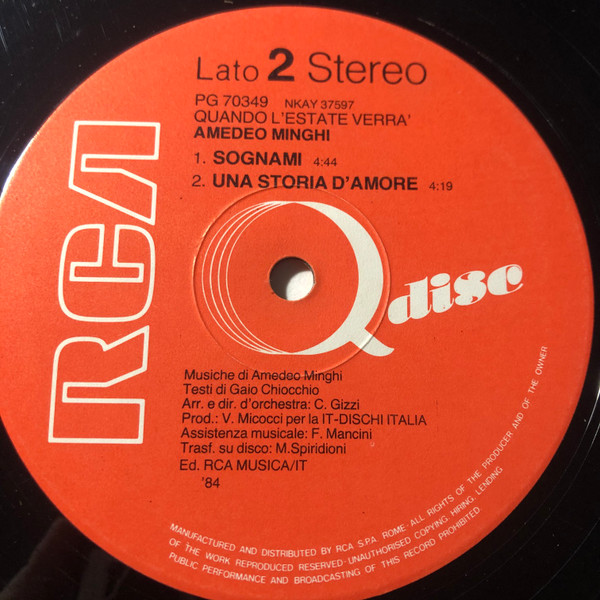 Lato 2 Stereo
PG 70349 NKAY 37597
QUANDO L'ESTATE VERRA'
AMEDEO MINGHI
1. SOGNAMI 4:44
2. UNA STORIA D'AMORE 4:19
RCA
Qdisc
Musiche di Amedeo Minghi
Testi di Gaio Chiocchio
Arr. e dir. d'orchestra: C. Gizzi
Prod.: V. Micocci per la IT-DISCHI ITALIA
Assistenza musicale: F. Mancini
Trasf. su disco: M.Spiridioni
Ed. RCA MUSICA/IT
'84
MANUFACTURED AND DISTRIBUTED BY RCA S.P.A. ROME· ALL RIGHTS OF THE PRODUCER AND OF THE OWNER
OF THE WORK REPRODUCED RESERVED·UNAUTHORISED COPYING, HIRING, LENDING
PUBLIC PERFORMANCE AND BROADCASTING OF THIS RECORD PROHIBITED